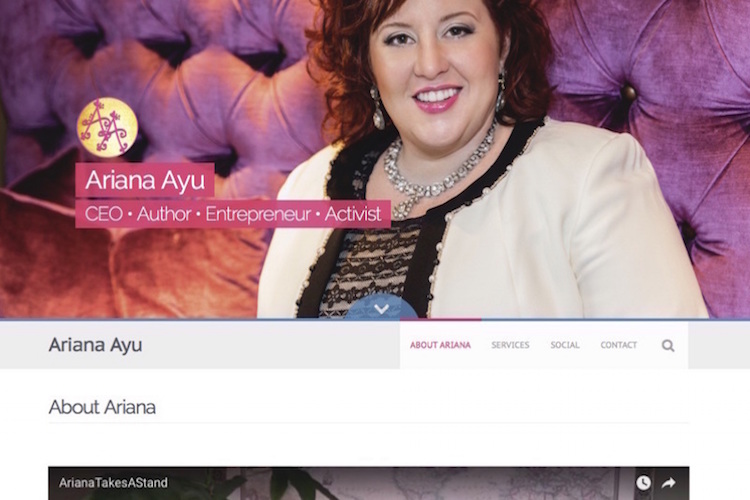 Ariana Ayu
CEO • Author • Entrepreneur • Activist
Ariana Ayu
ABOUT ARIANA SERVICES SOCIAL CONTACT
About Ariana
ArianaTakesAStand